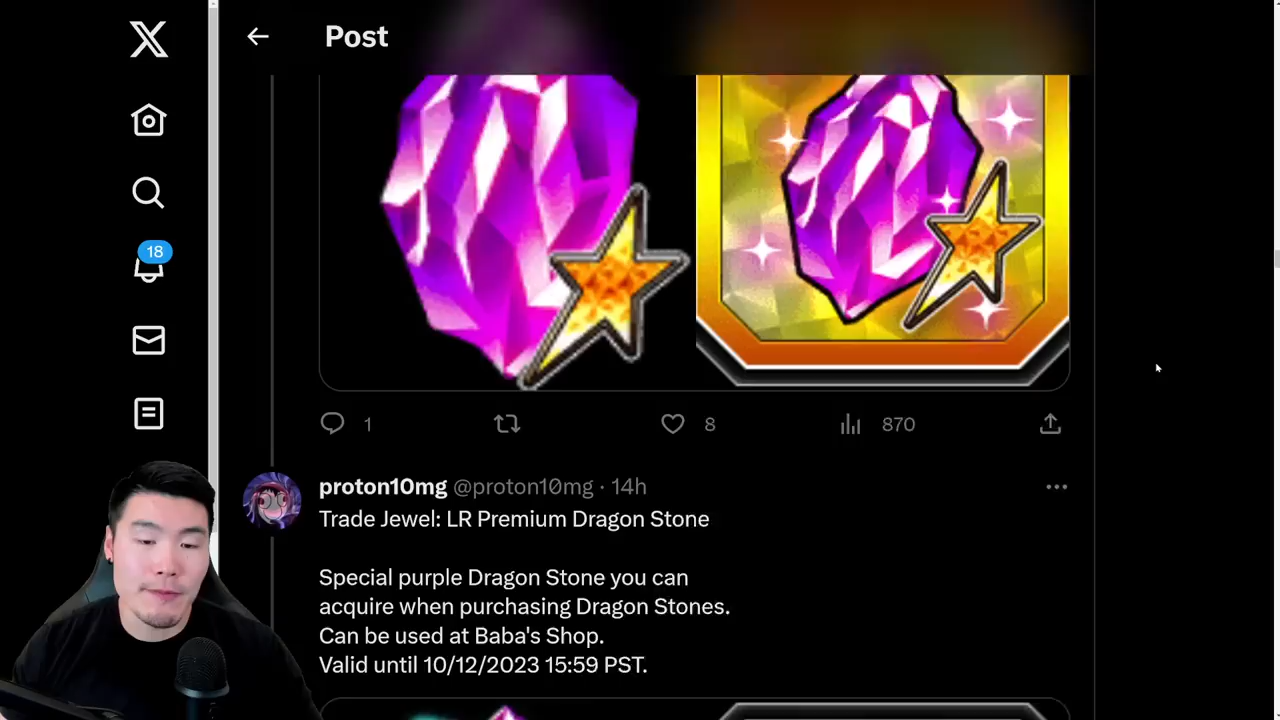 Post
18
1
8
870
proton10mg @proton10mg · 14h
Trade Jewel: LR Premium Dragon Stone
Special purple Dragon Stone you can
acquire when purchasing Dragon Stones.
Can be used at Baba's Shop.
Valid until 10/12/2023 15:59 PST.